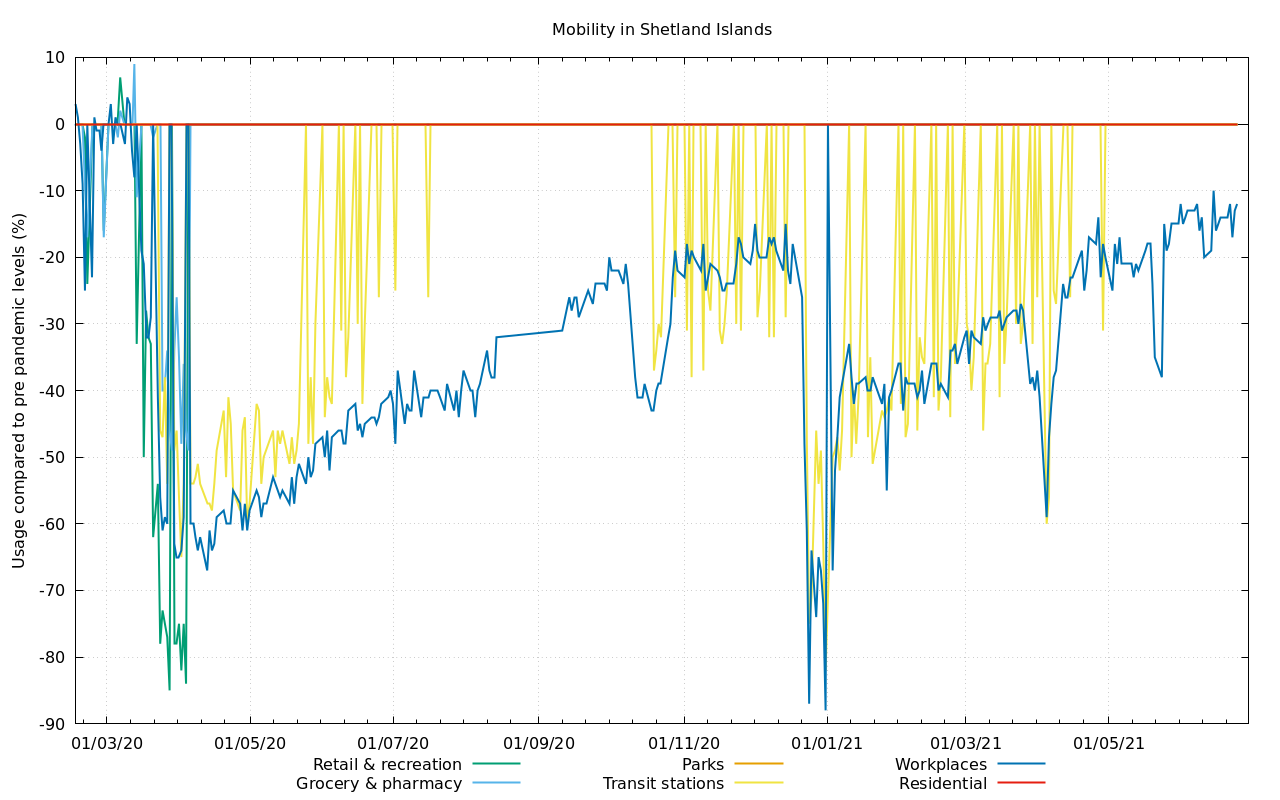 Mobility in Shetland Islands
Usage compared to pre pandemic levels (%)
10
0
-10
-20
-30
-40
-50
-60
-70
-80
-90
01/03/20 01/05/20 01/07/20 01/09/20 01/11/20 01/01/21 01/03/21 01/05/21
Retail & recreation Parks Workplaces
Grocery & pharmacy Transit stations Residential